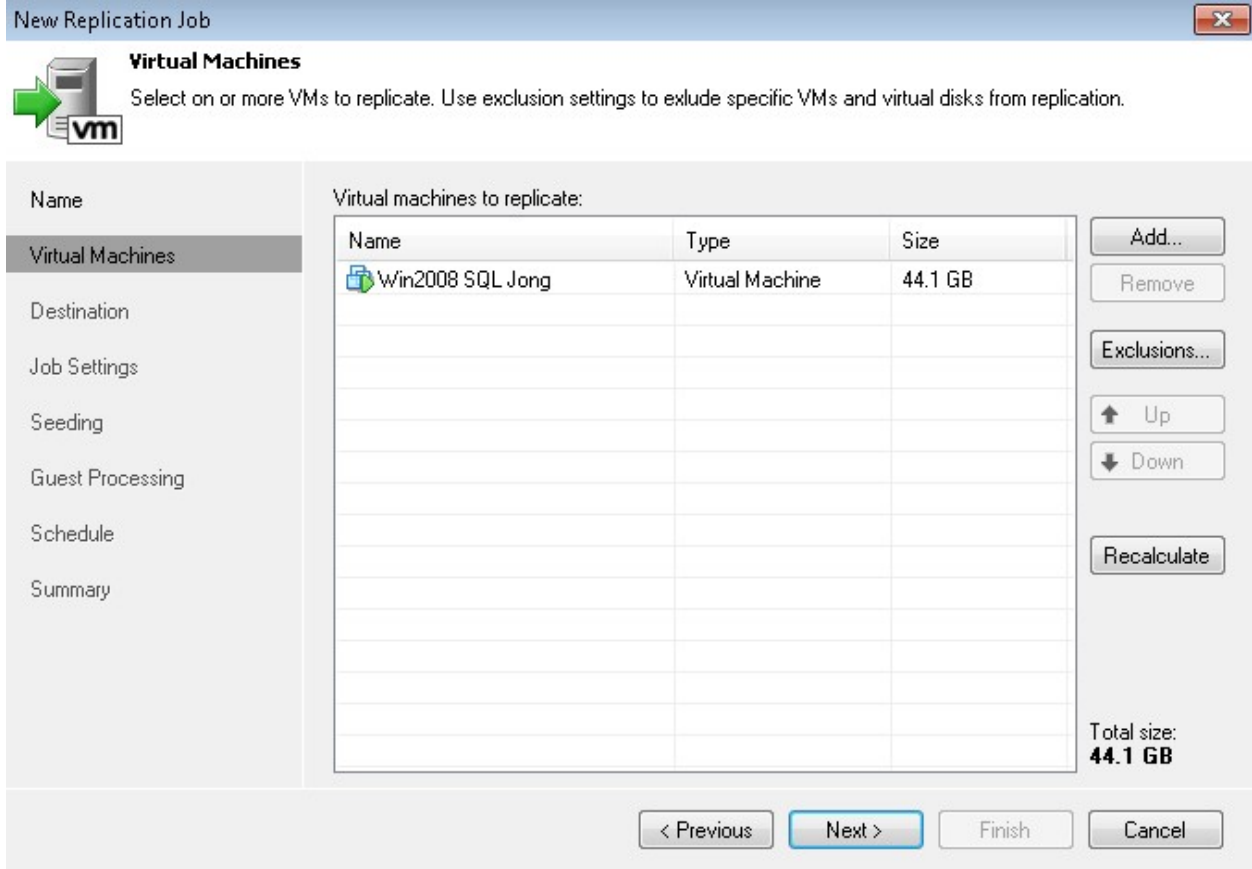 New Replication Job
Virtual Machines
Select on or more VMs to replicate. Use exclusion settings to exlude specific VMs and virtual disks from replication.
vm
Name
Virtual Machines
Destination
Job Settings
Seeding
Guest Processing
Schedule
Summary
Virtual machines to replicate:
Name Type Size
Win2008 SQL Jong Virtual Machine 44.1 GB
Add...
Remove
Exclusions...
Up
Down
Recalculate
Total size:
44.1 GB
< Previous Next > Finish Cancel